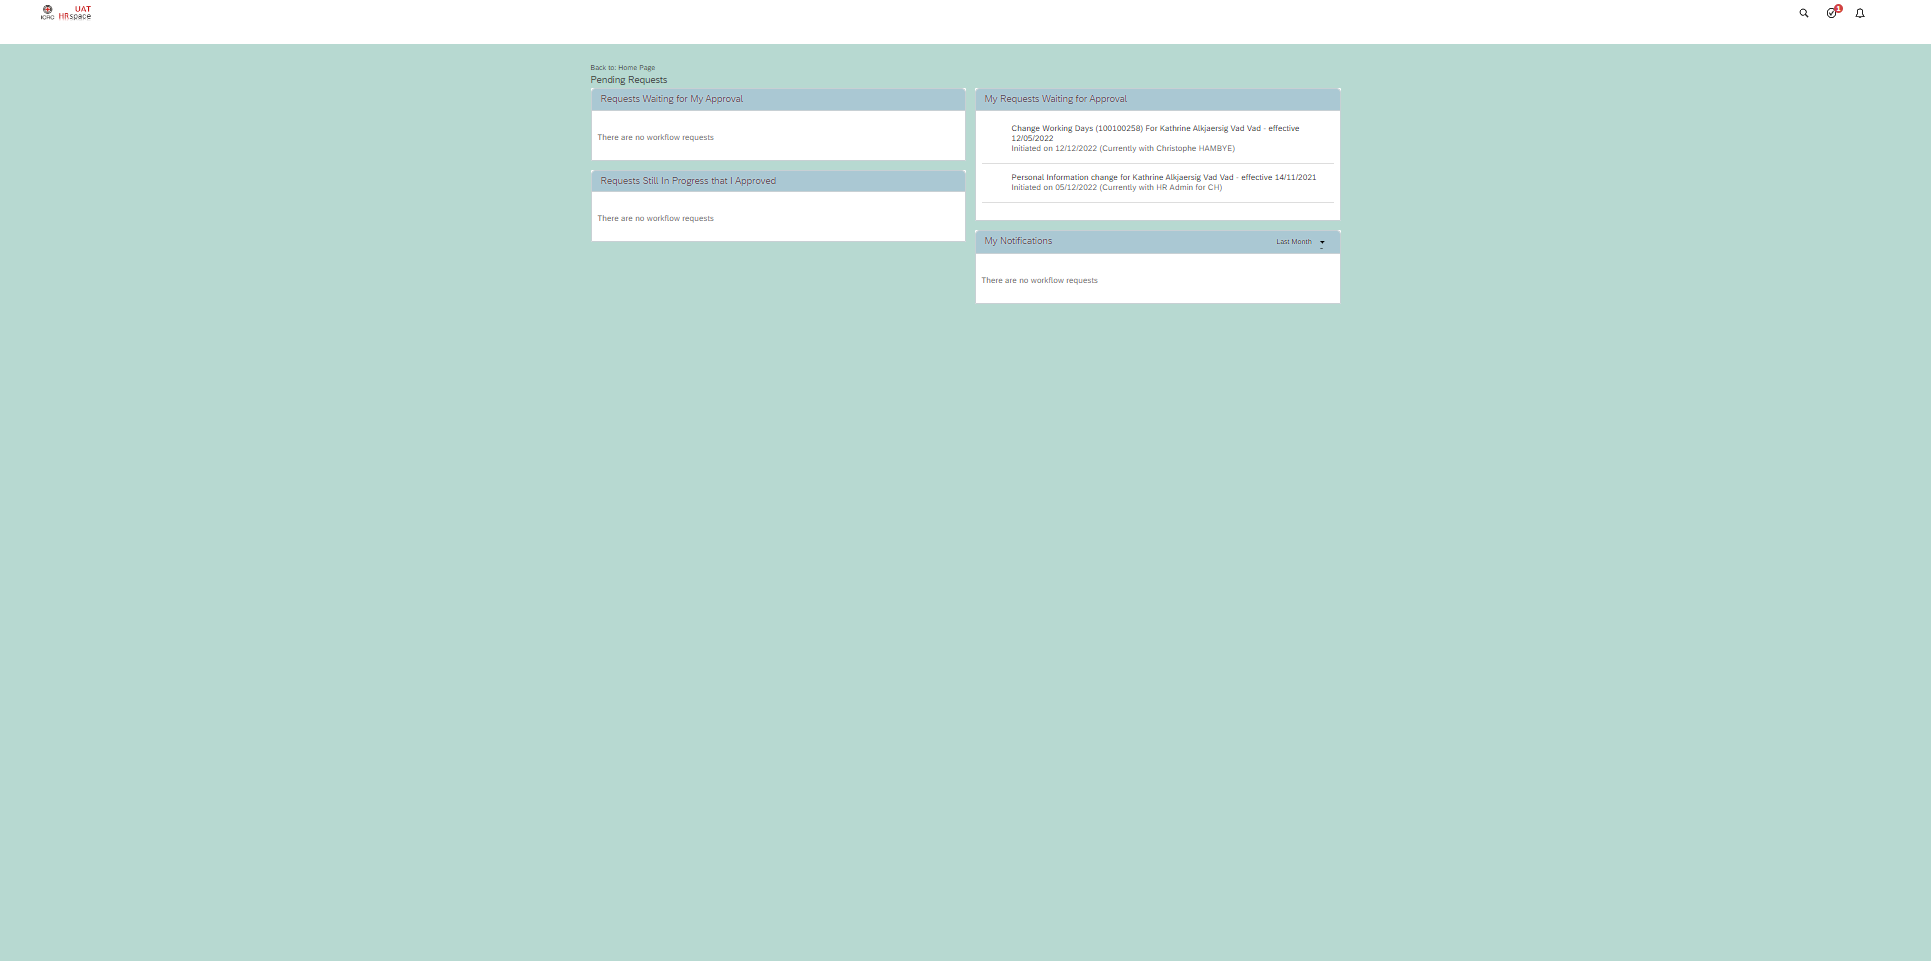 ICRC
UAT
HRspace
1
Back to: Home Page
Pending Requests
Requests Waiting for My Approval
There are no workflow requests
Requests Still In Progress that I Approved
There are no workflow requests
My Requests Waiting for Approval
Change Working Days (100100258) For Kathrine Alkjaersig Vad Vad - effective
12/05/2022
Initiated on 12/12/2022 (Currently with Christophe HAMBYE)
Personal Information change for Kathrine Alkjaersig Vad Vad - effective 14/11/2021
Initiated on 05/12/2022 (Currently with HR Admin for CH)
My Notifications
Last Month
There are no workflow requests